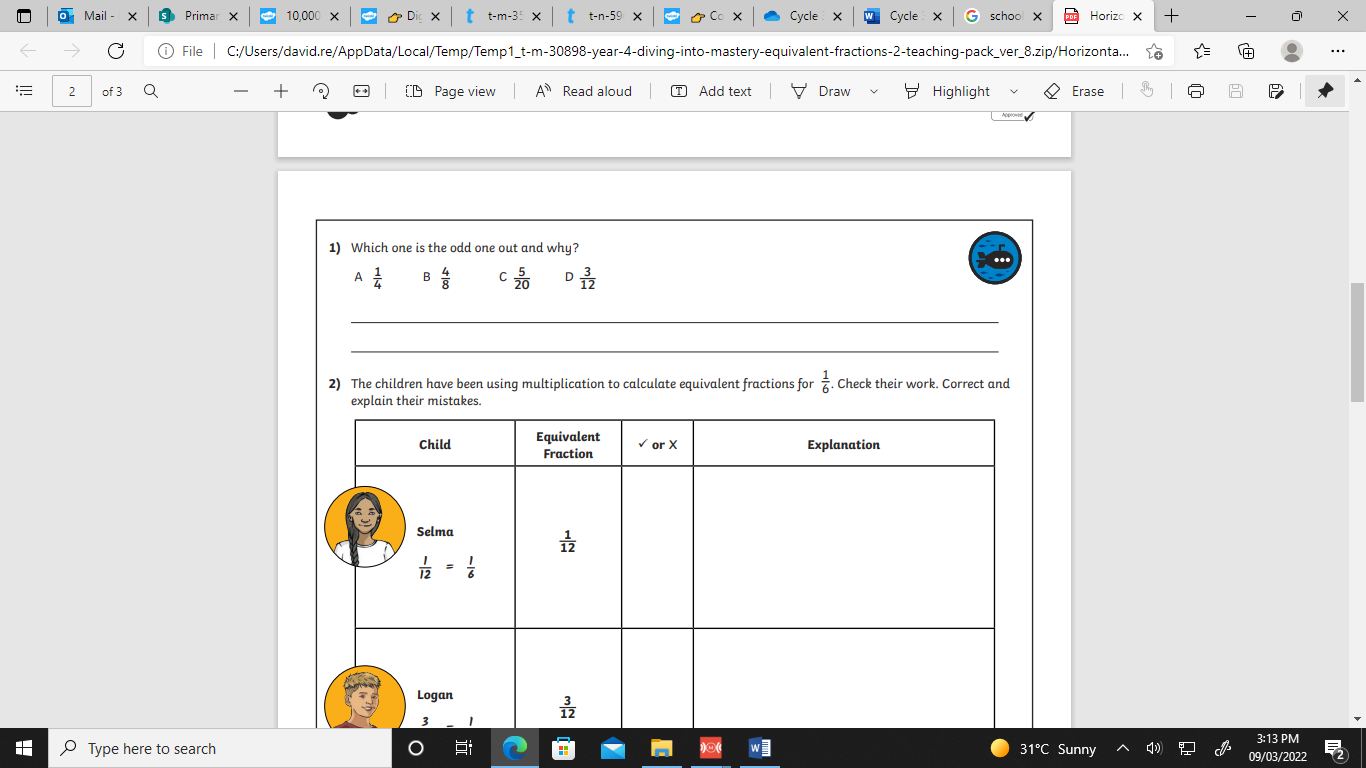 Mail -
Primar
10,000
Dig
t-m-35
t-n-59
Co
Cycle
Cycle
school
Horizo
File
C:/Users/david.re/AppData/Local/Temp/Temp1_t-m-30898-year-4-diving-into-mastery-equivalent-fractions-2-teaching-pack_ver_8.zip/Horizonta...
2 of 3
Page view
Read aloud
Add text
Draw
Highlight
Erase
Approved
1) Which one is the odd one out and why?
A 1/4 B 4/8 C 5/20 D 3/12
2) The children have been using multiplication to calculate equivalent fractions for 1/6. Check their work. Correct and
explain their mistakes.
Child
Equivalent
Fraction
✓ or X
Explanation
Selma
1/12 = 1/6
1/12
Logan
3 = 1
3/12
Type here to search
31°C Sunny
3:13 PM
09/03/2022
2